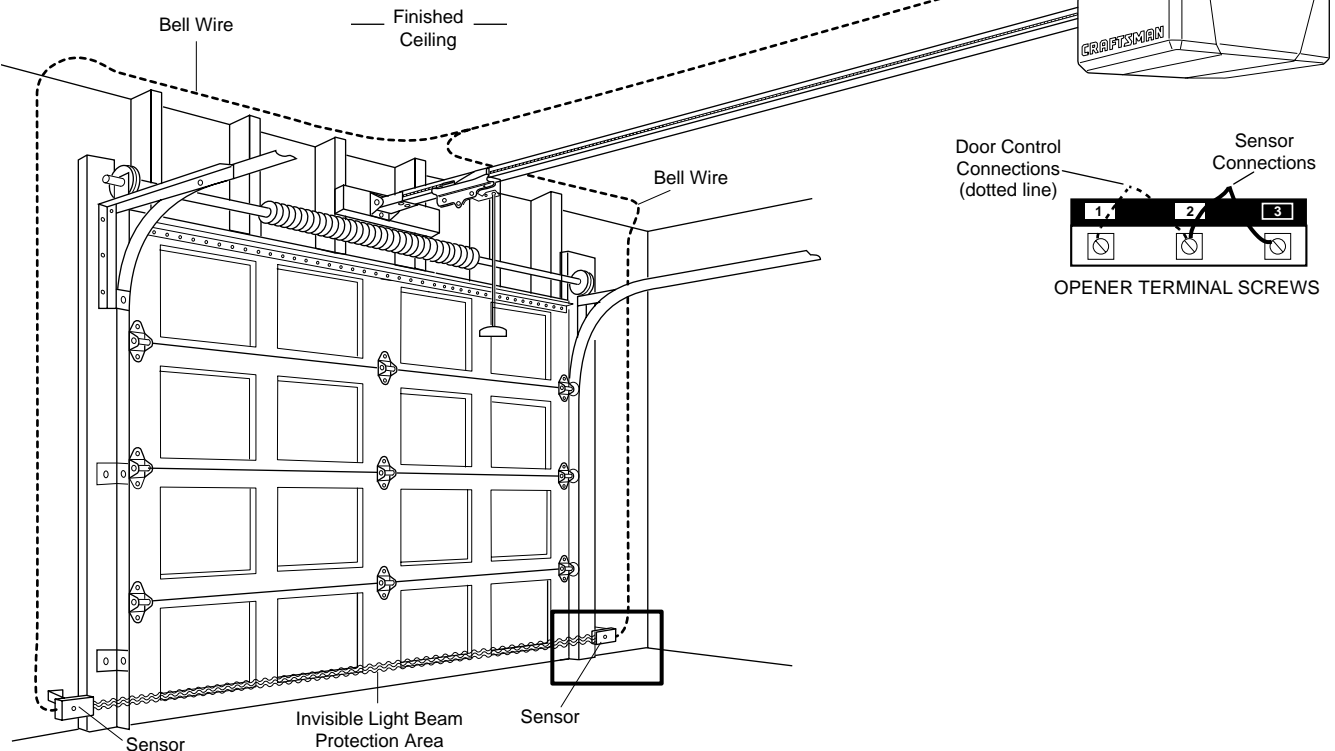 Bell Wire
Finished
Ceiling
CRAFTSMAN
Bell Wire
Door Control
Connections
(dotted line)
Sensor
Connections
1 2 3
OPENER TERMINAL SCREWS
Invisible Light Beam
Protection Area
Sensor
Sensor